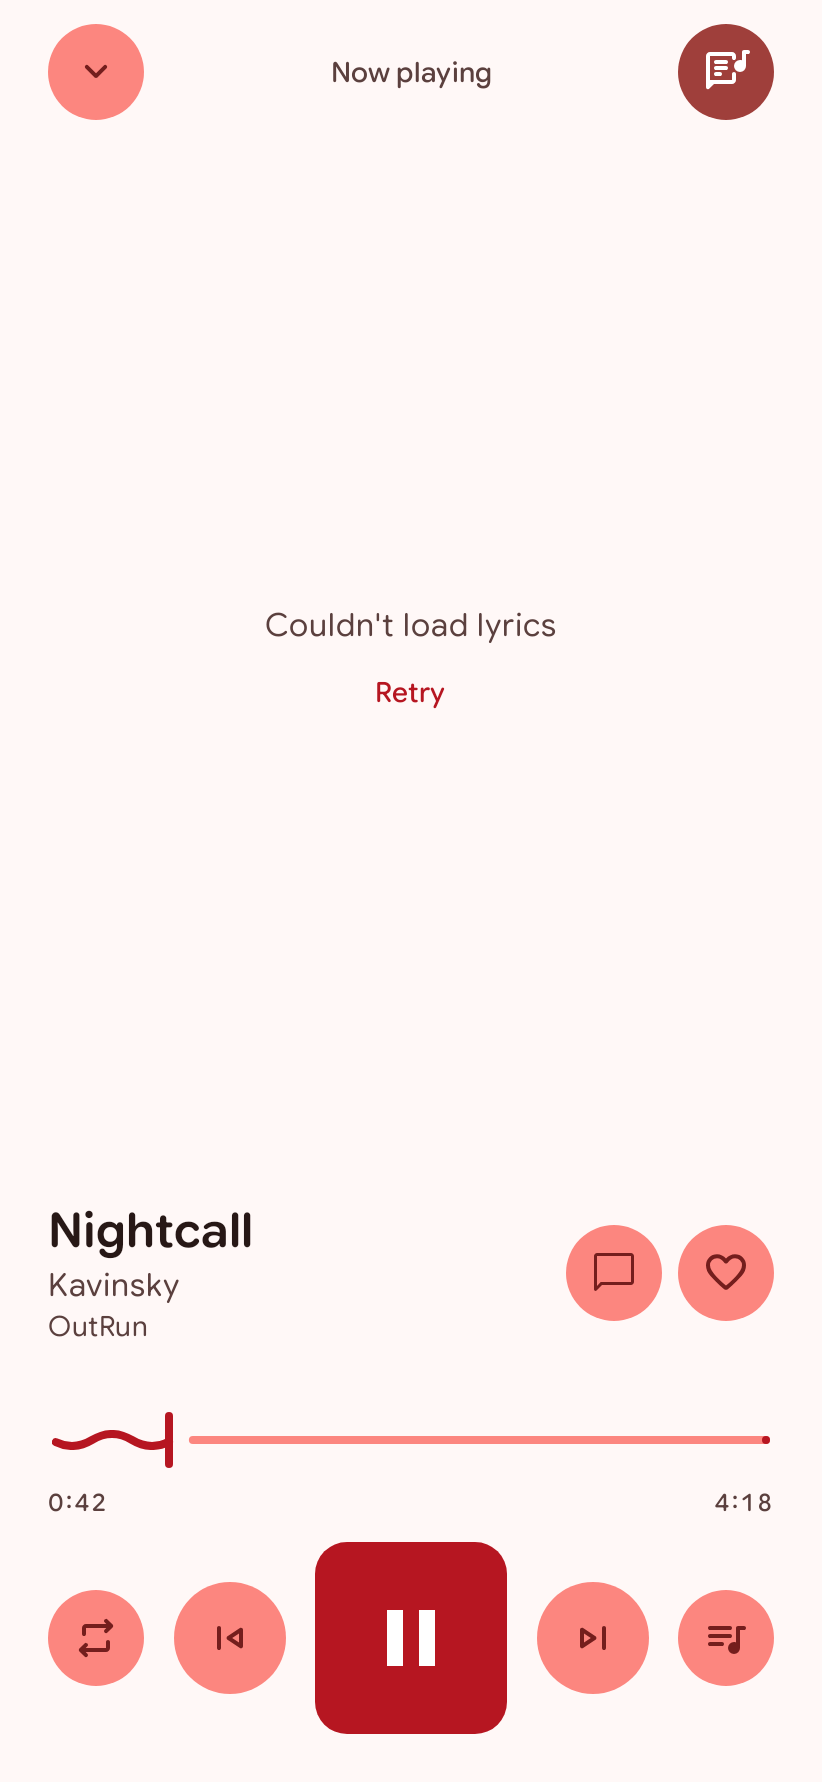 Now playing
Couldn't load lyrics
Retry
Nightcall
Kavinsky
OutRun
0:42
4:18